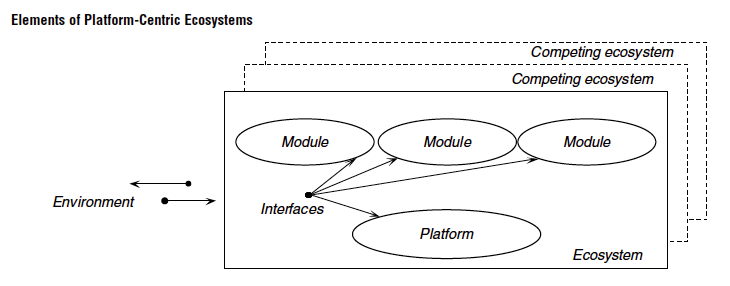 Elements of Platform-Centric Ecosystems
Competing ecosystem
Competing ecosystem
Module
Module
Module
Environment
Interfaces
Platform
Ecosystem